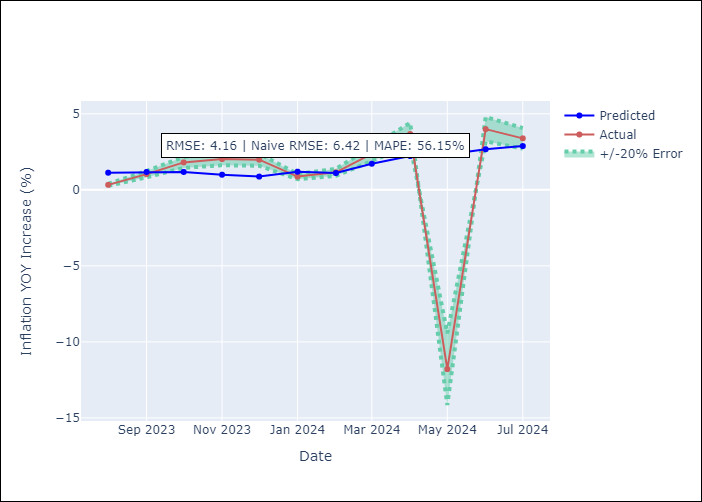 RMSE: 4.16 | Naive RMSE: 6.42 | MAPE: 56.15%
Predicted
Actual
+/-20% Error
Inflation YOY Increase (%)
5
0
−5
−10
−15
Sep 2023
Nov 2023
Jan 2024
Mar 2024
May 2024
Jul 2024
Date